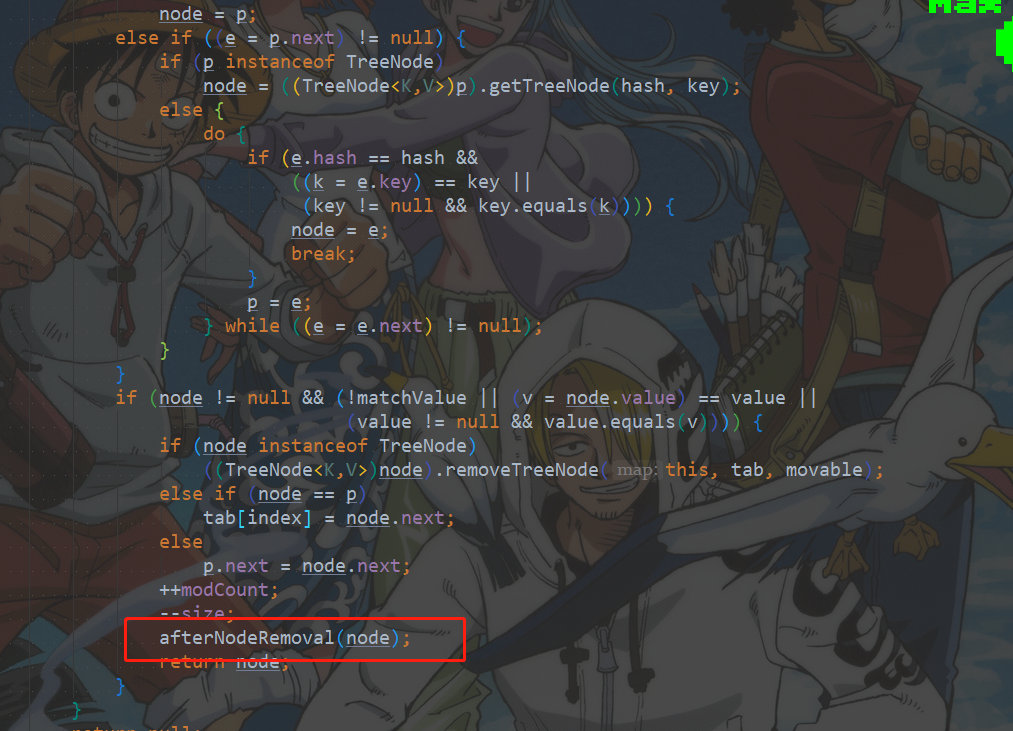 max
node = p;
else if ((e = p.next) != null) {
if (p instanceof TreeNode)
node = ((TreeNode<K,V>)p).getTreeNode(hash, key);
else {
do {
if (e.hash == hash &&
((k = e.key) == key ||
(key != null && key.equals(k)))) {
node = e;
break;
}
p = e;
} while ((e = e.next) != null);
}
}
if (node != null && (!matchValue || (v = node.value) == value ||
(value != null && value.equals(v)))) {
if (node instanceof TreeNode)
((TreeNode<K,V>)node).removeTreeNode( map: this, tab, movable);
else if (node == p)
tab[index] = node.next;
else
p.next = node.next;
++modCount;
--size;
afterNodeRemoval(node);
return node;
}
}
return null;